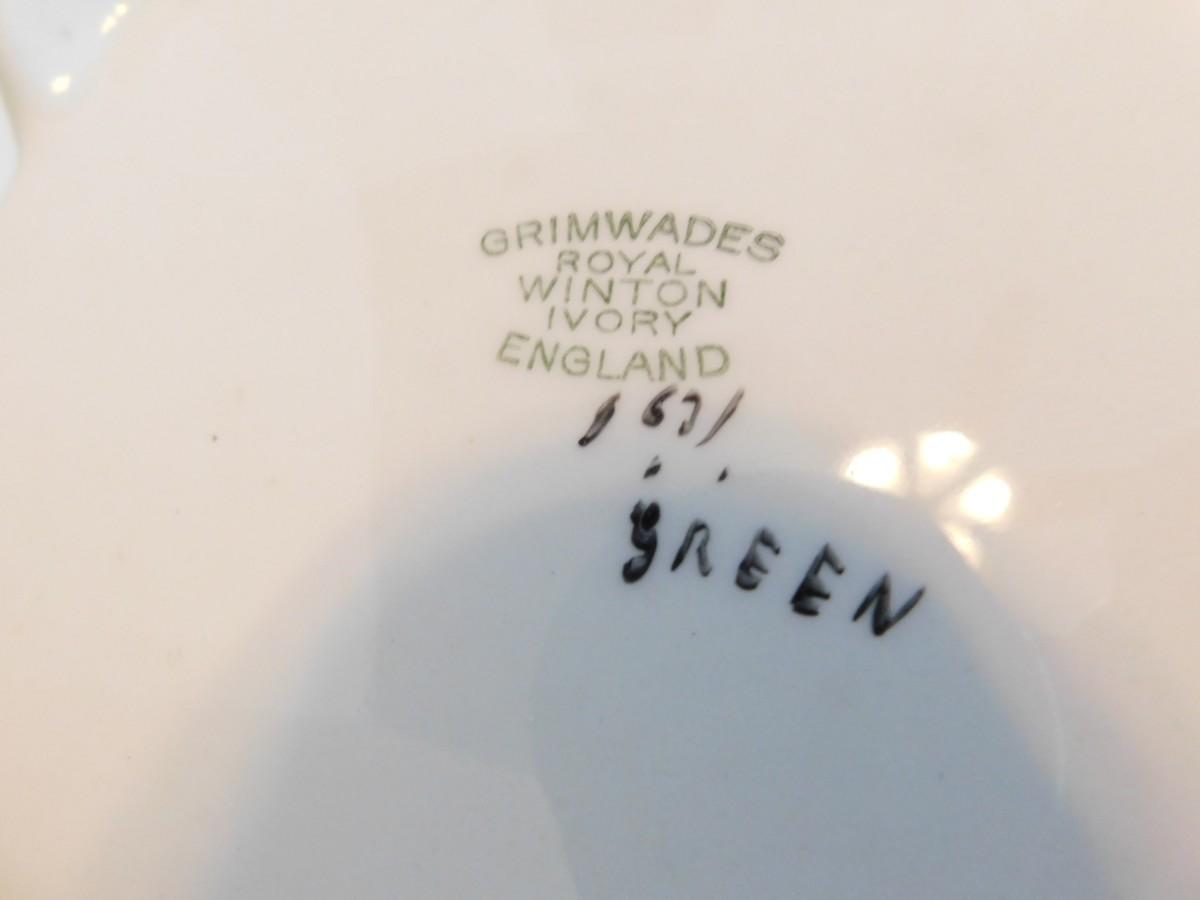 GRIMWADES
ROYAL
WINTON
IVORY
ENGLAND
1631
GREEN